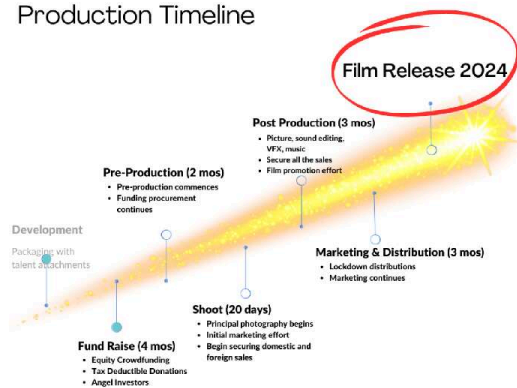 Production Timeline
Film Release 2024
Post Production (3 mos)
• Picture, sound editing,
VFX, music
• Secure all the sales
• Film promotion effort
Pre-Production (2 mos)
• Pre-production commences
• Funding procurement
continues
Development
Packaging with
talent attachments
Marketing & Distribution (3 mos)
• Lockdown distributions
• Marketing continues
Shoot (20 days)
• Principal photography begins
• Initial marketing effort
• Begin securing domestic and
foreign sales
Fund Raise (4 mos)
• Equity Crowdfunding
• Tax Deductible Donations
• Angel Investors